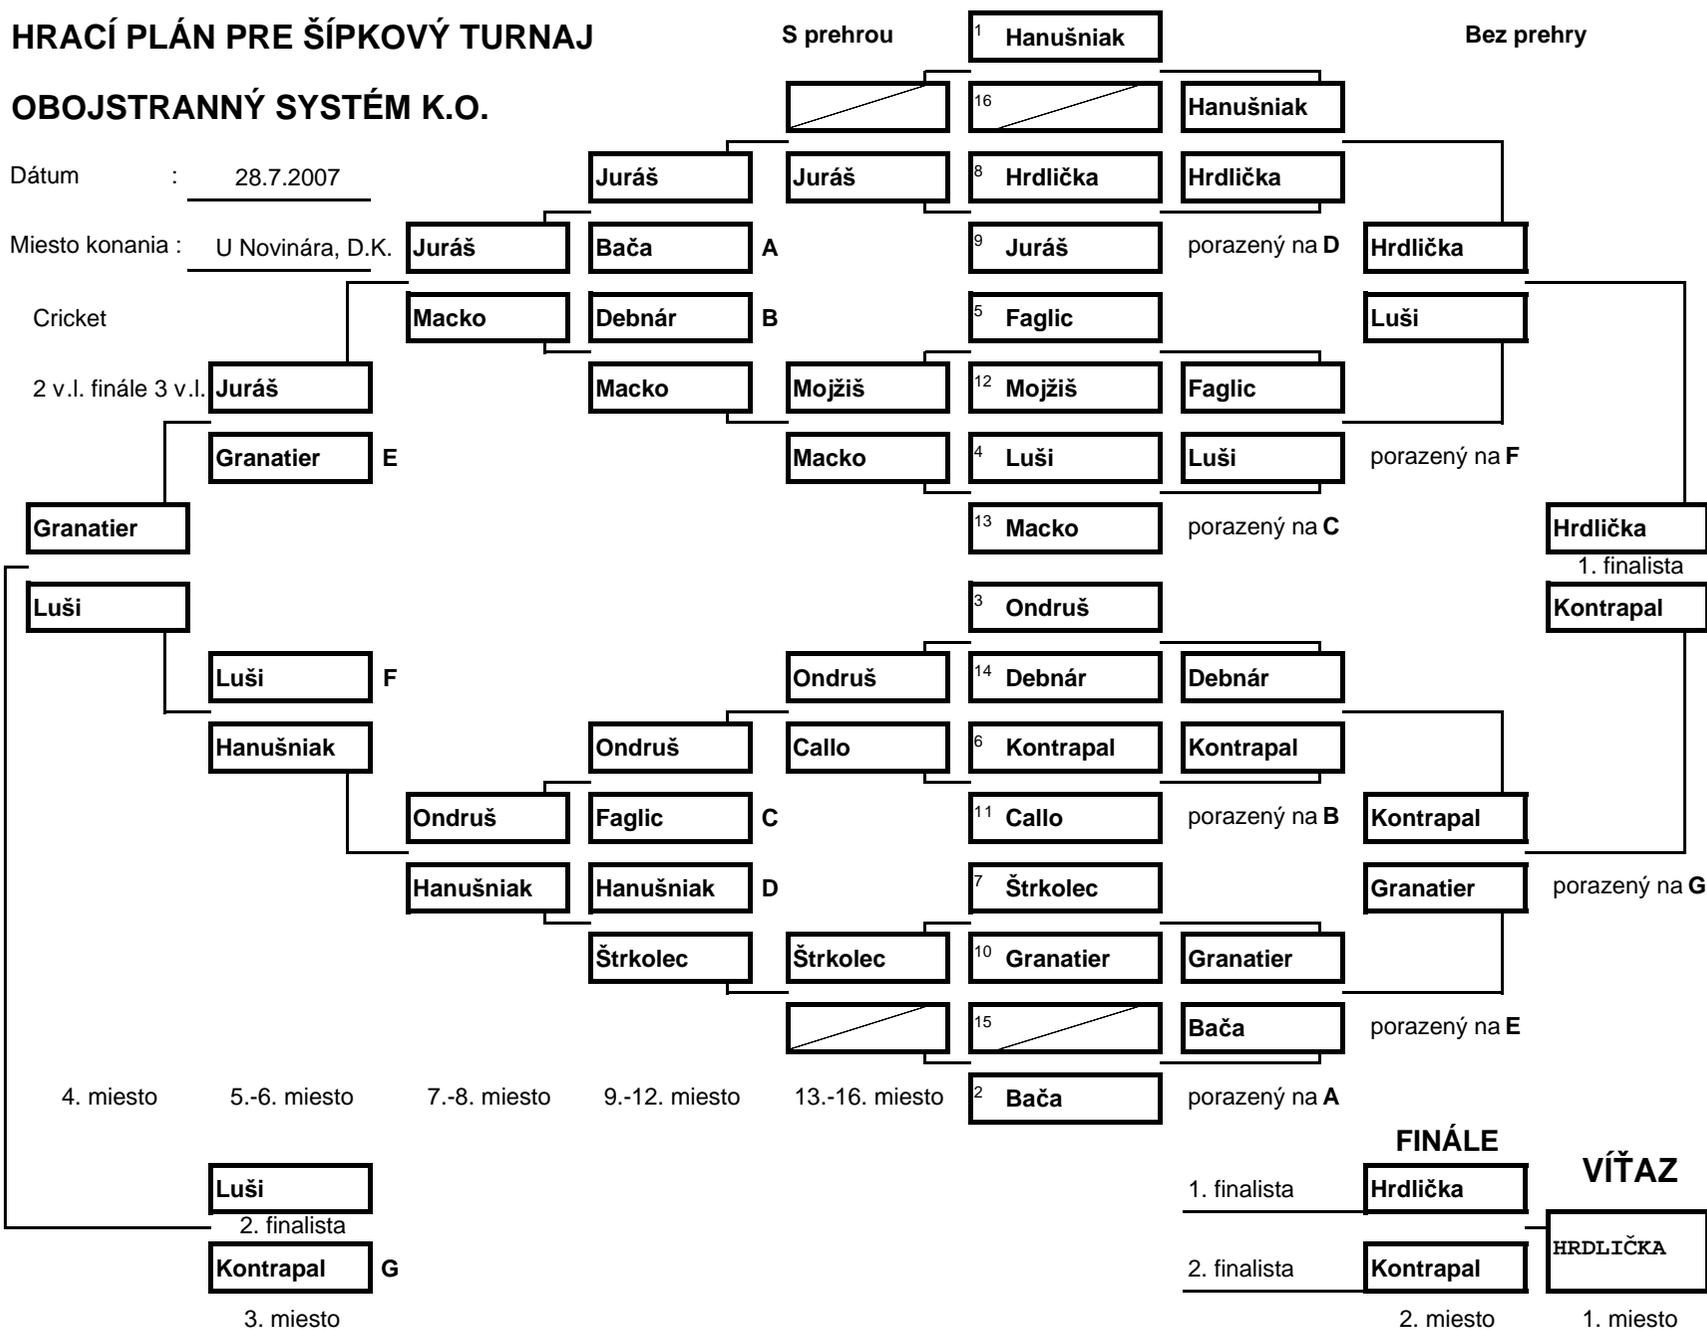 HRACÍ PLÁN PRE ŠÍPKOVÝ TURNAJ S prehrou 1 Hanušniak Bez prehry
OBOJSTRANNÝ SYSTÉM K.O. 16 Hanušniak
Dátum : 28.7.2007 Juráš Juráš 8 Hrdlička Hrdlička
Miesto konania : U Novinára, D.K. Juráš Bača A 9 Juráš porazený na D Hrdlička
Cricket Macko Debnár B 5 Faglic Luši
2 v.l. finále 3 v.l. Juráš Macko Mojžiš 12 Mojžiš Faglic
Granatier E Macko 4 Luši Luši porazený na F
Granatier 13 Macko porazený na C Hrdlička
1. finalista
Luši 3 Ondruš Kontrapal
Luši F Ondruš 14 Debnár Debnár
Hanušniak Ondruš Callo 6 Kontrapal Kontrapal
Ondruš Faglic C 11 Callo porazený na B Kontrapal
Hanušniak Hanušniak D 7 Štrkolec Granatier porazený na G
Štrkolec Štrkolec 10 Granatier Granatier
15 Bača porazený na E
4. miesto 5.-6. miesto 7.-8. miesto 9.-12. miesto 13.-16. miesto 2 Bača porazený na A
FINÁLE
VÍŤAZ
Luši 1. finalista Hrdlička
2. finalista
HRDLIČKA
Kontrapal G 2. finalista Kontrapal
3. miesto 2. miesto 1. miesto